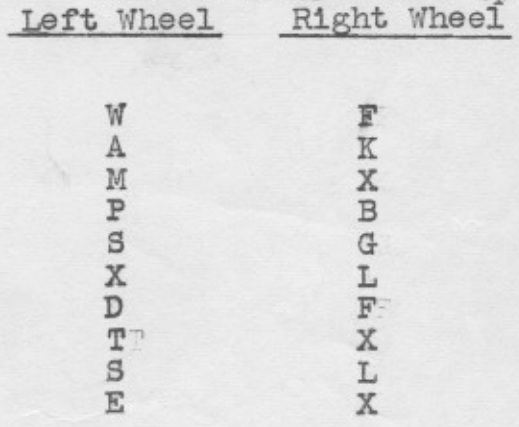 Left Wheel Right Wheel
W F
A K
M X
P B
S G
X L
D F
T X
S L
E X